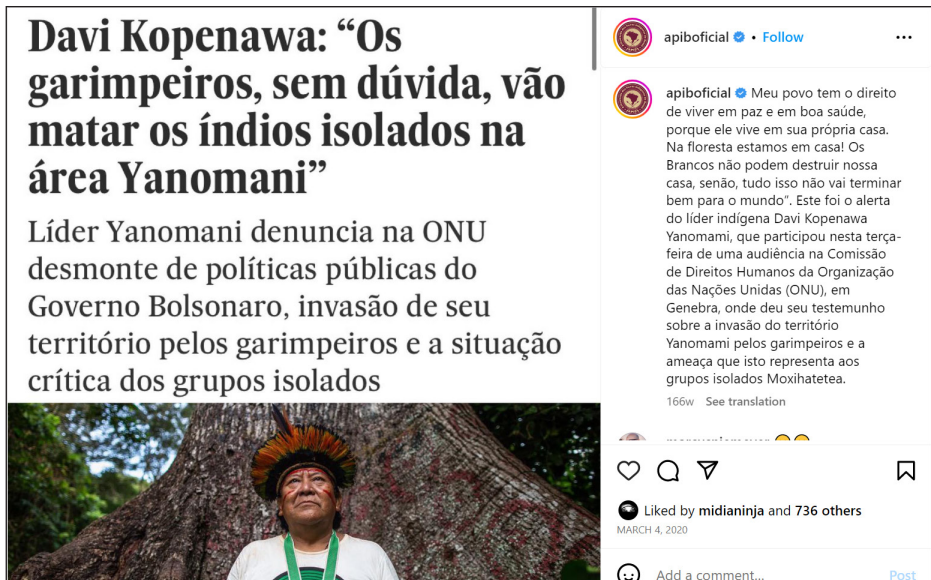 Davi Kopenawa: “Os
garimpeiros, sem dúvida, vão
matar os índios isolados na
área Yanomani”
Líder Yanomani denuncia na ONU
desmonte de políticas públicas do
Governo Bolsonaro, invasão de seu
território pelos garimpeiros e a situação
crítica dos grupos isolados
apiboficial • Follow
apiboficial Meu povo tem o direito
de viver em paz e em boa saúde,
porque ele vive em sua própria casa.
Na floresta estamos em casa! Os
Brancos não podem destruir nossa
casa, senão, tudo isso não vai terminar
bem para o mundo”. Este foi o alerta
do líder indígena Davi Kopenawa
Yanomami, que participou nesta terça-
feira de uma audiência na Comissão
de Direitos Humanos da Organização
das Nações Unidas (ONU), em
Genebra, onde deu seu testemunho
sobre a invasão do território
Yanomami pelos garimpeiros e a
ameaça que isto representa aos
grupos isolados Moxihatetea.
166w See translation
Liked by midianinja and 736 others
MARCH 4, 2020
Add a comment... Post